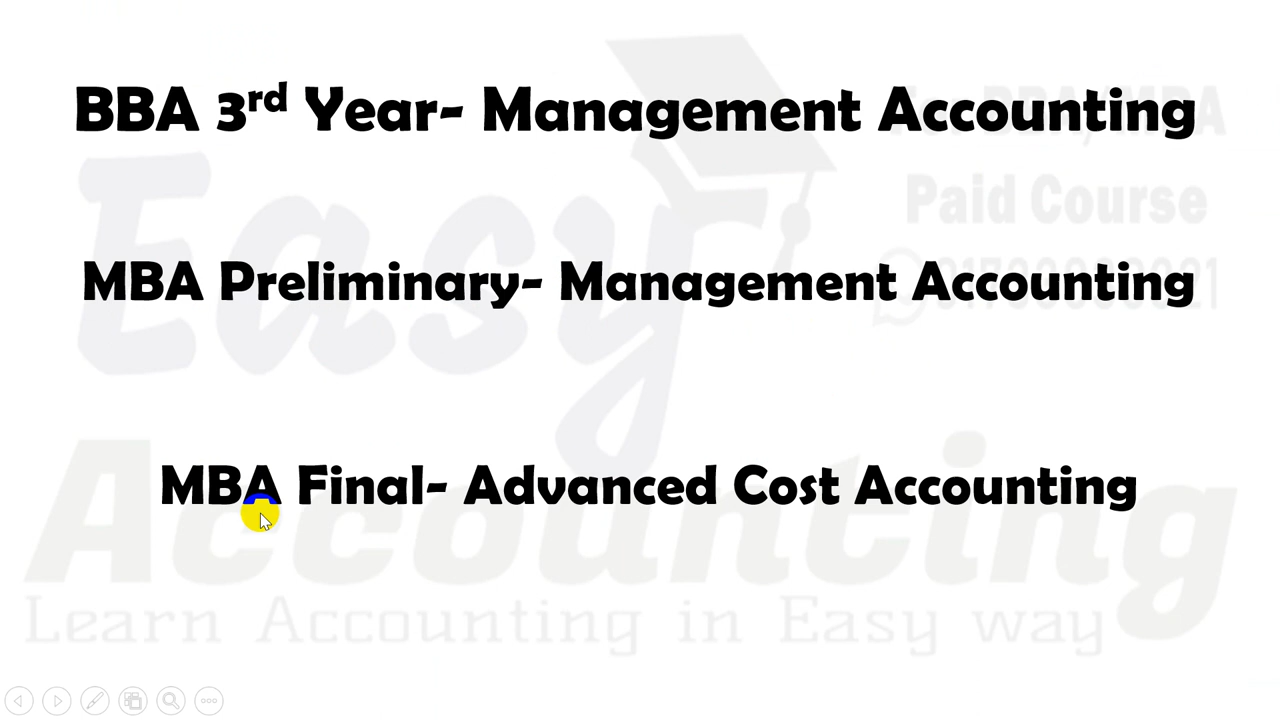 BBA 3rd Year- Management Accounting
Paid Course
MBA Preliminary- Management Accounting
MBA Final- Advanced Cost Accounting
Easy
Accounting
Learn Accounting in Easy way